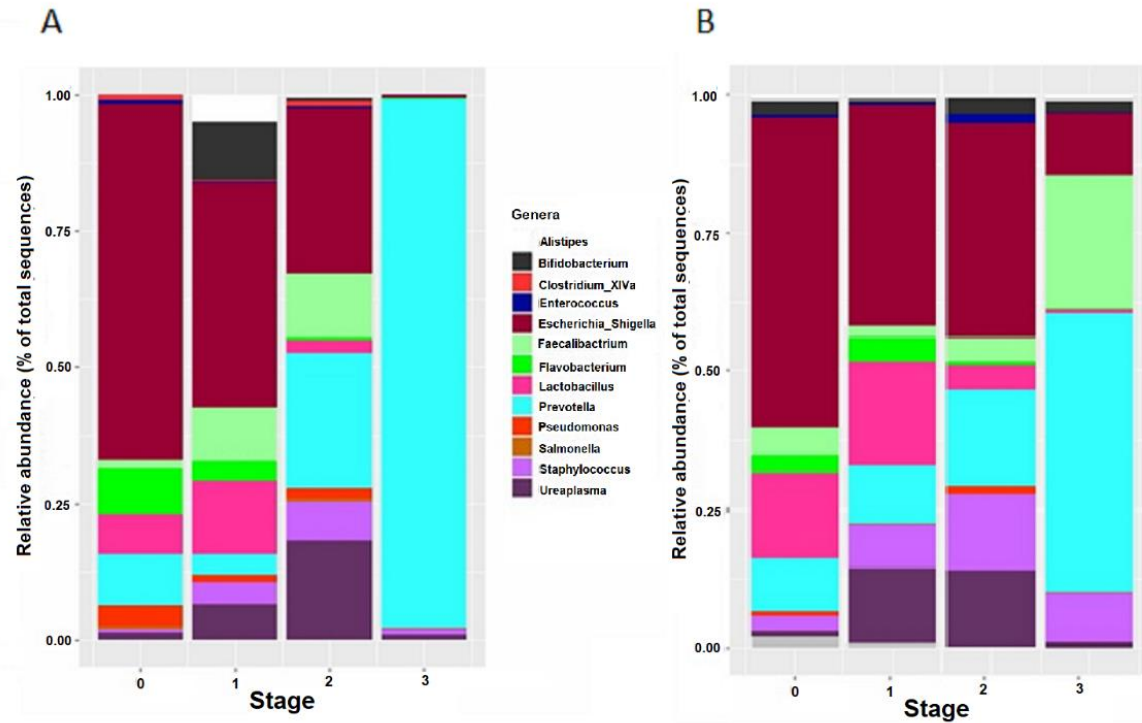 A
Relative abundance (% of total sequences)
1.00
0.75
0.50
0.25
0.00
0
1
2
3
Stage
Genera
Alistipes
Bifidobacterium
Clostridium_XIVa
Enterococcus
Escherichia_Shigella
Faecalibactrium
Flavobacterium
Lactobacillus
Prevotella
Pseudomonas
Salmonella
Staphylococcus
Ureaplasma
B
Relative abundance (% of total sequences)
1.00
0.75
0.50
0.25
0.00
0
1
2
3
Stage